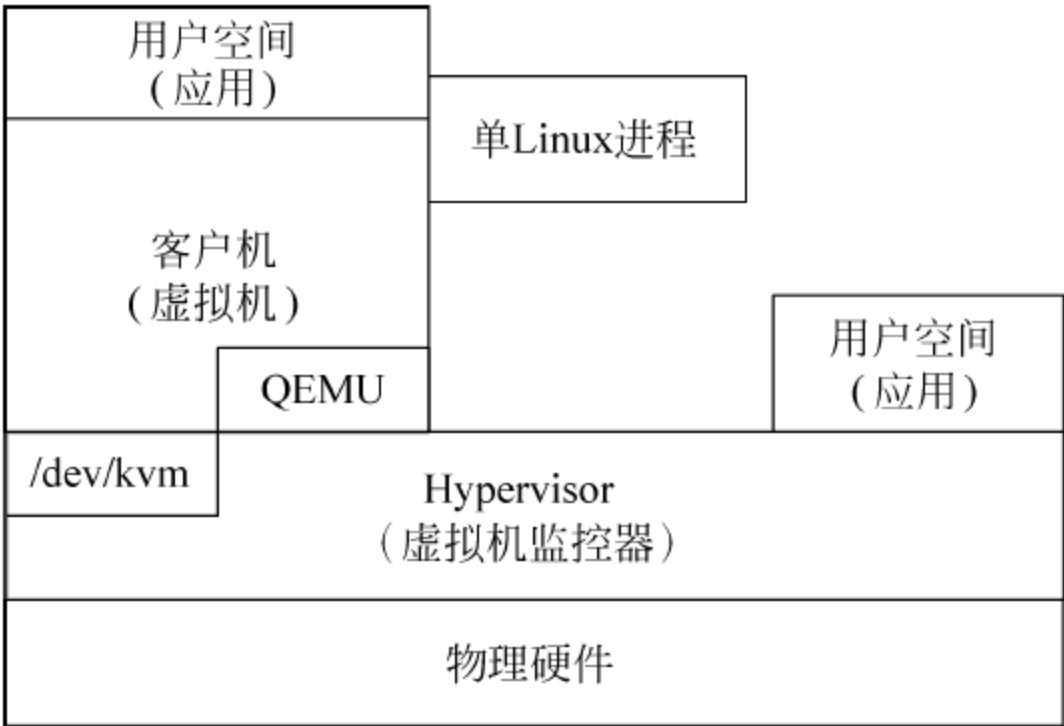 用户空间
(应用)
单Linux进程
客户机
(虚拟机)
用户空间
(应用)
QEMU
/dev/kvm
Hypervisor
（虚拟机监控器）
物理硬件